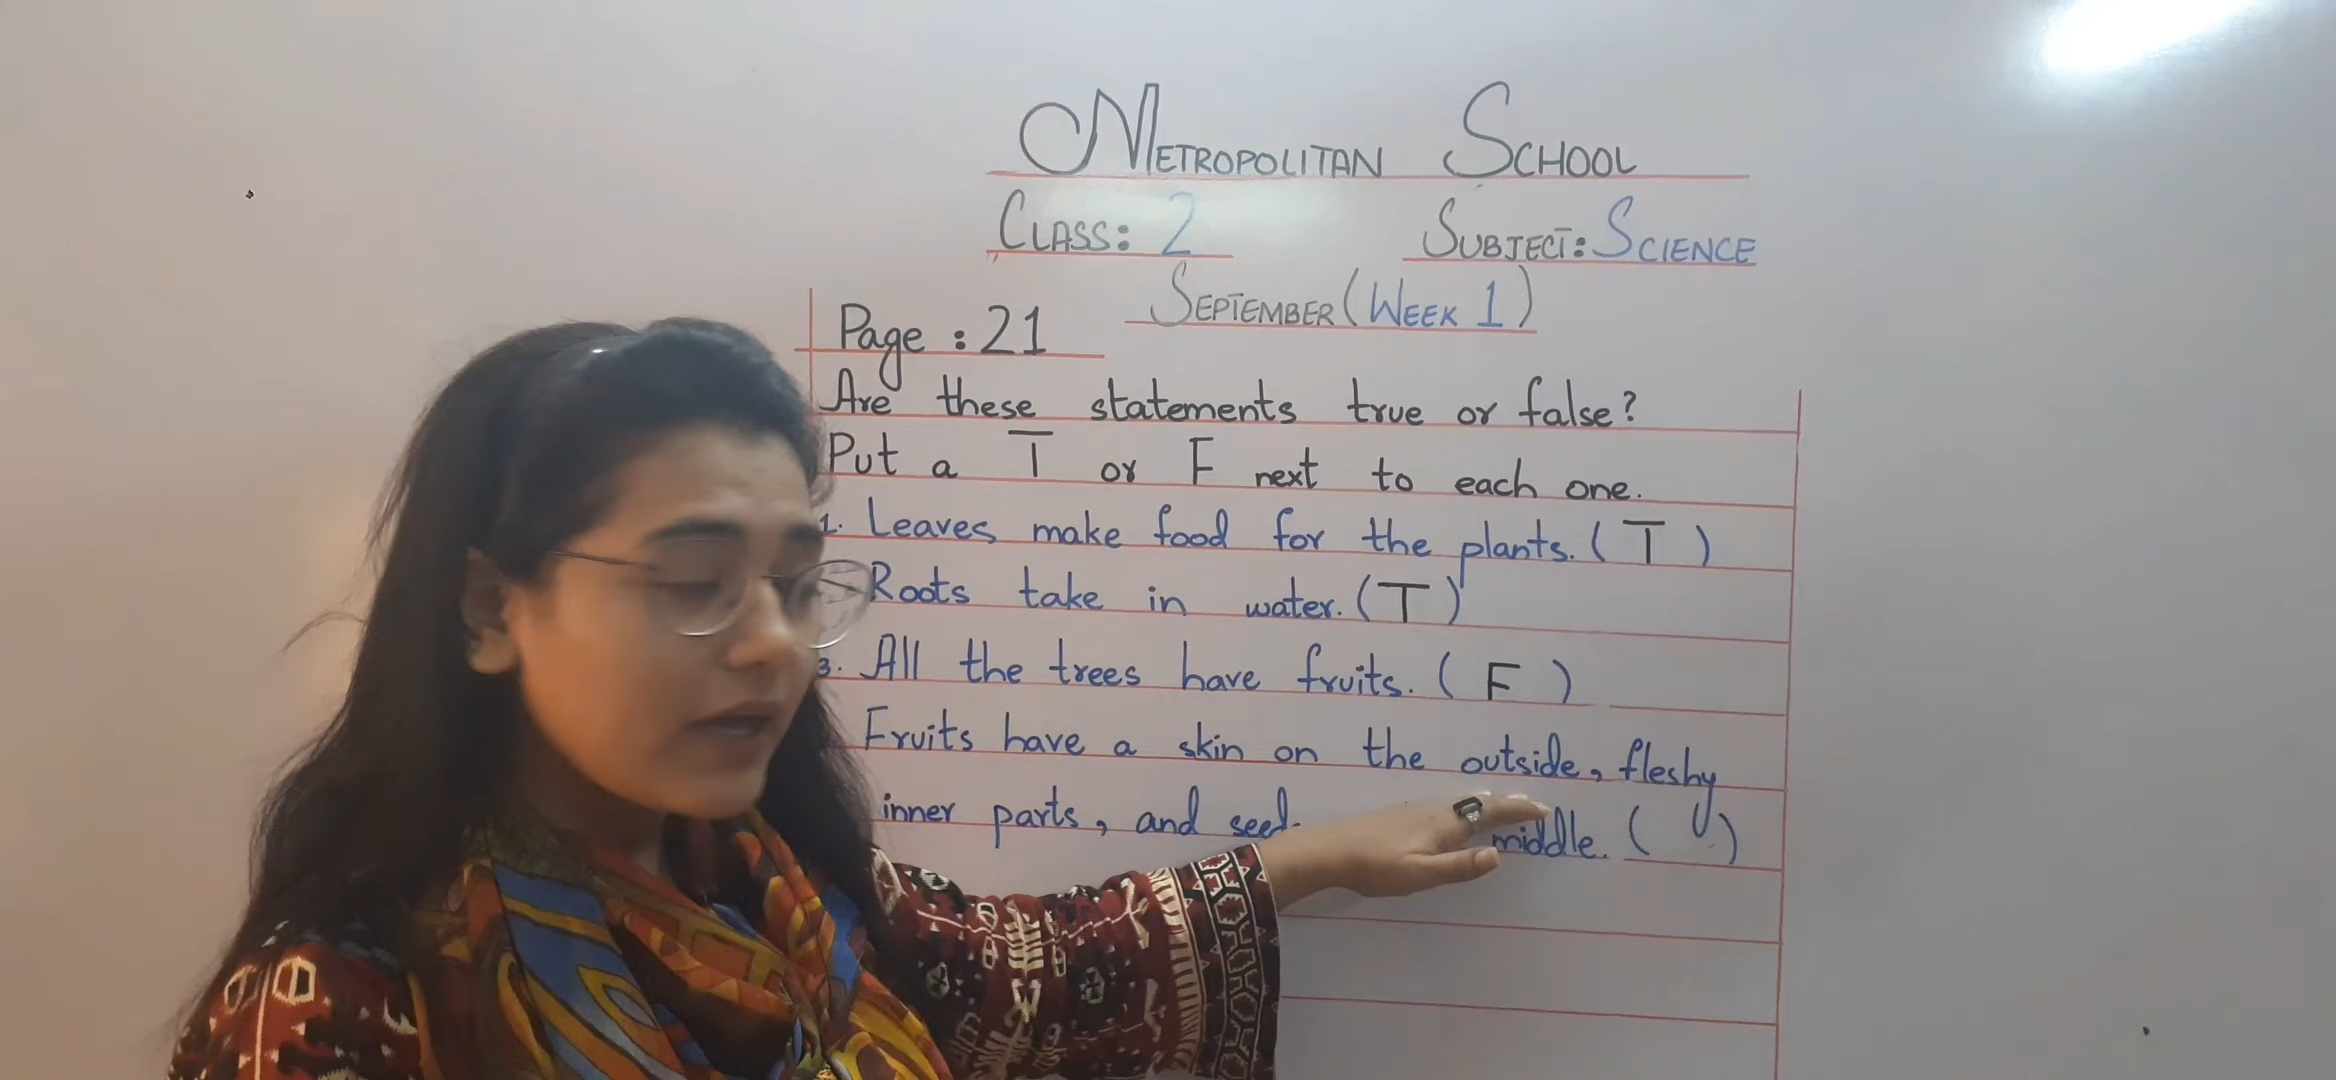 METROPOLITAN SCHOOL
CLASS: 2 SUBJECT: SCIENCE
SEPTEMBER (WEEK 1)
Page : 21
Are these statements true or false?
Put a T or F next to each one.
1. Leaves make food for the plants. ( T )
Roots take in water. ( T )
3. All the trees have fruits. ( F )
Fruits have a skin on the outside, fleshy
inner parts, and seed middle. ( )